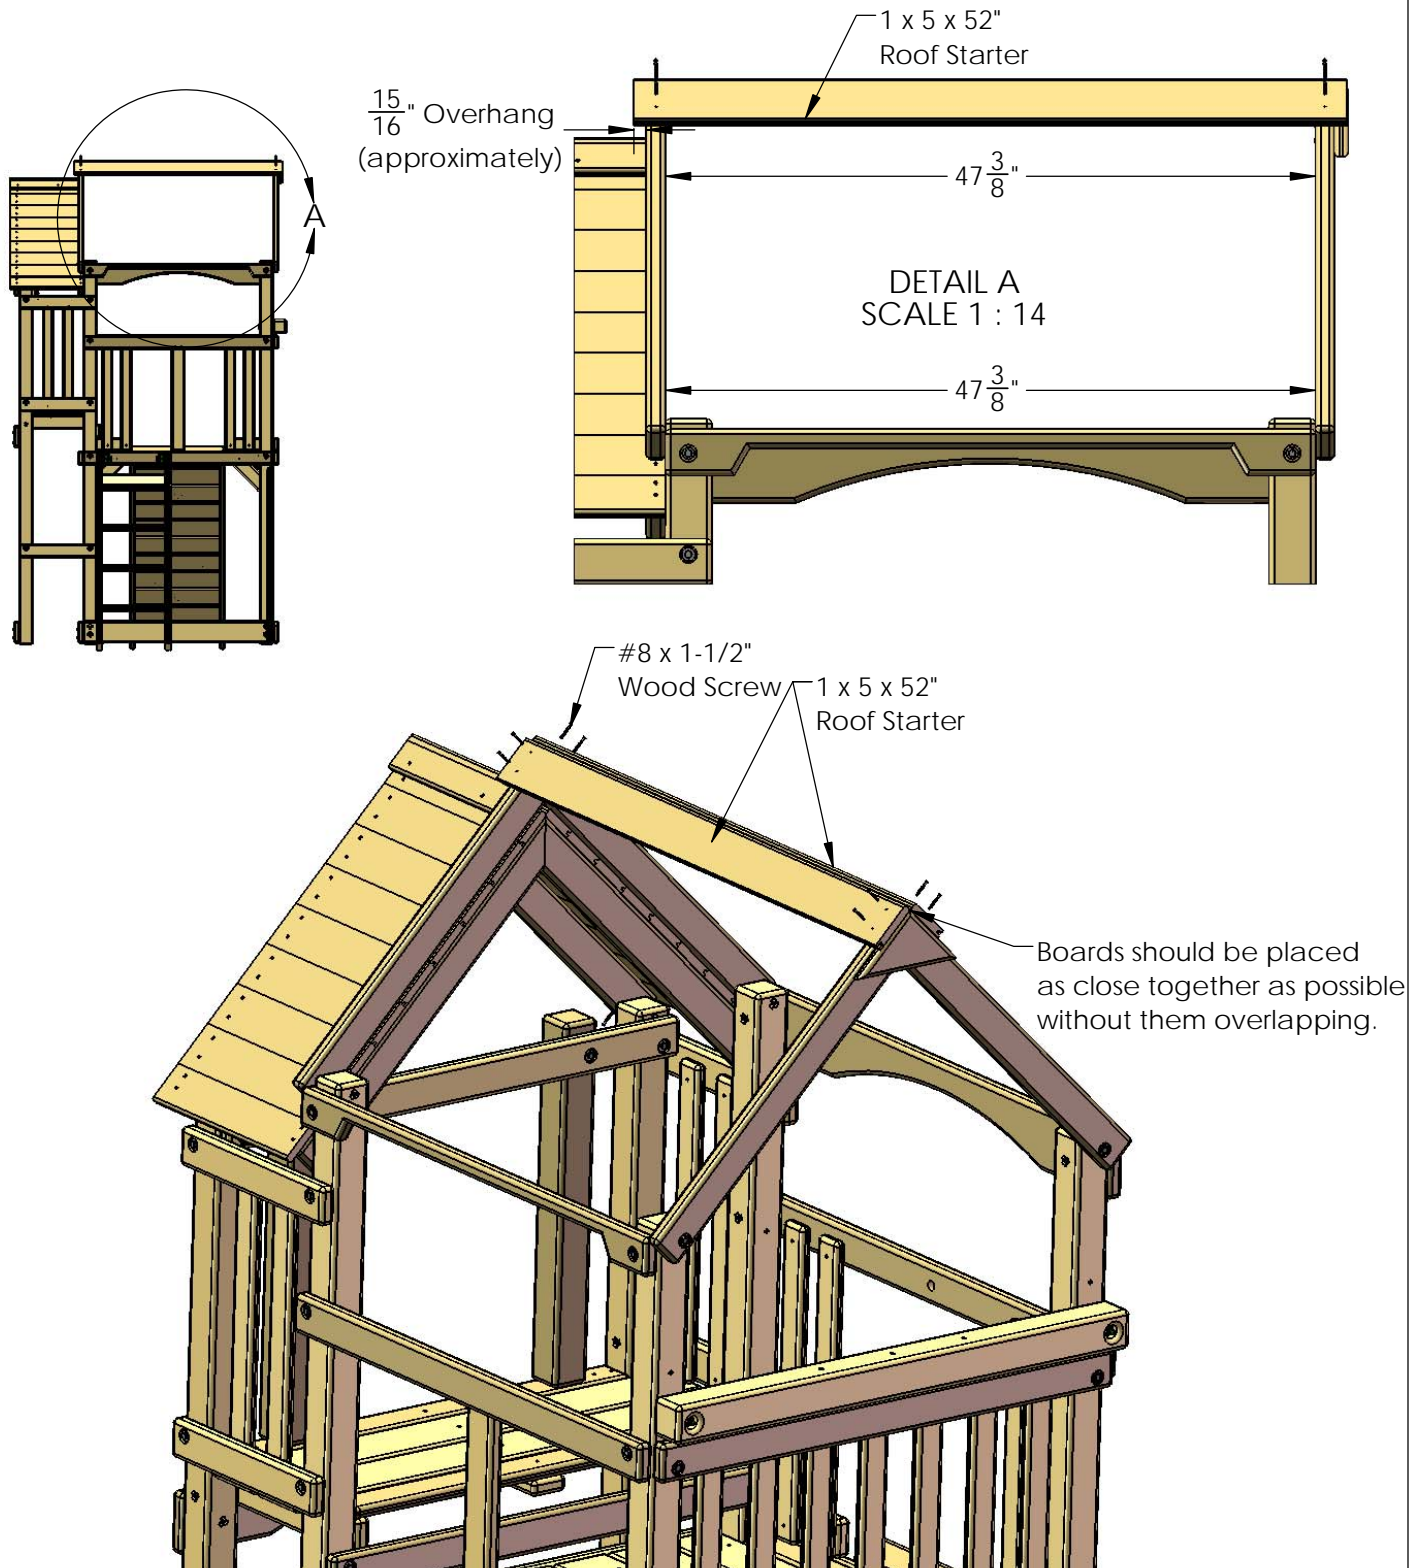 1 x 5 x 52"
Roof Starter
15/16" Overhang
(approximately)
47 3/8"
A
DETAIL A
SCALE 1 : 14
47 3/8"
#8 x 1-1/2"
Wood Screw
1 x 5 x 52"
Roof Starter
Boards should be placed
as close together as possible
without them overlapping.